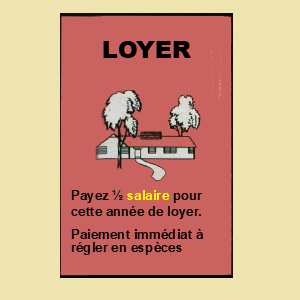 LOYER
Payez ½ salaire pour
cette année de loyer.
Paiement immédiat à
régler en espèces